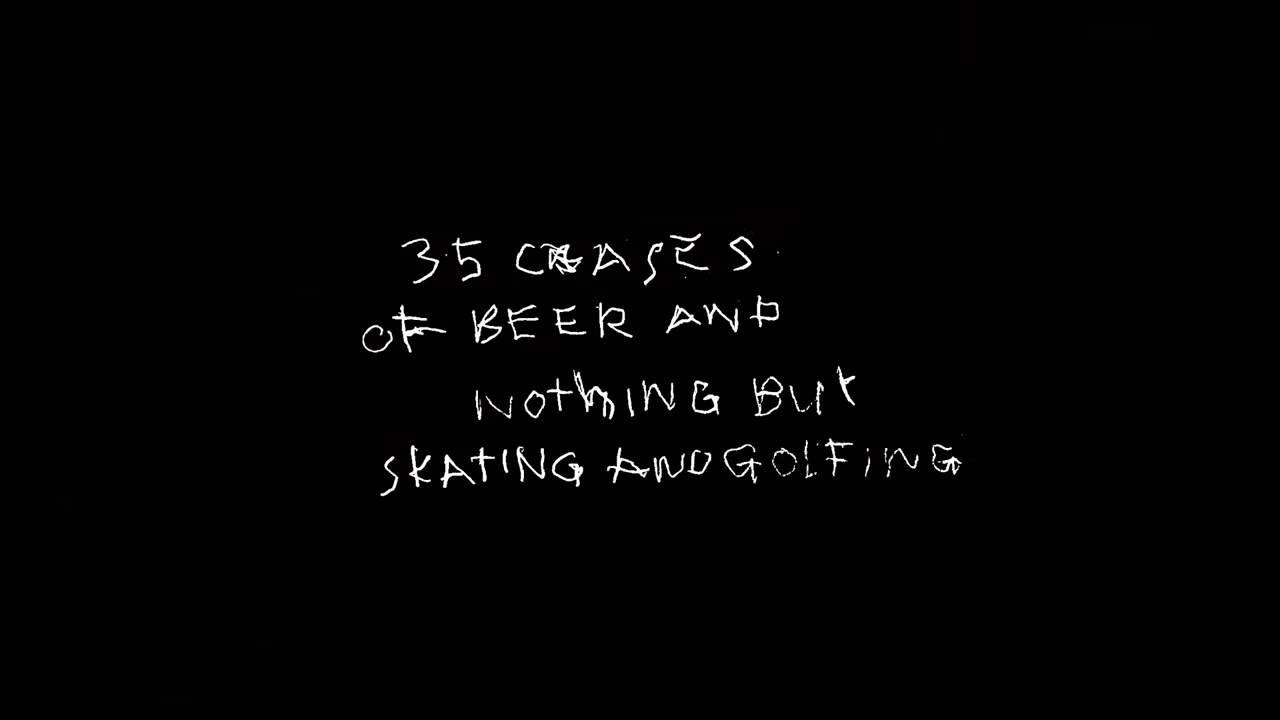 35 CASES
OF BEER AND
NOthING BUt
SKATING AND GOLFING